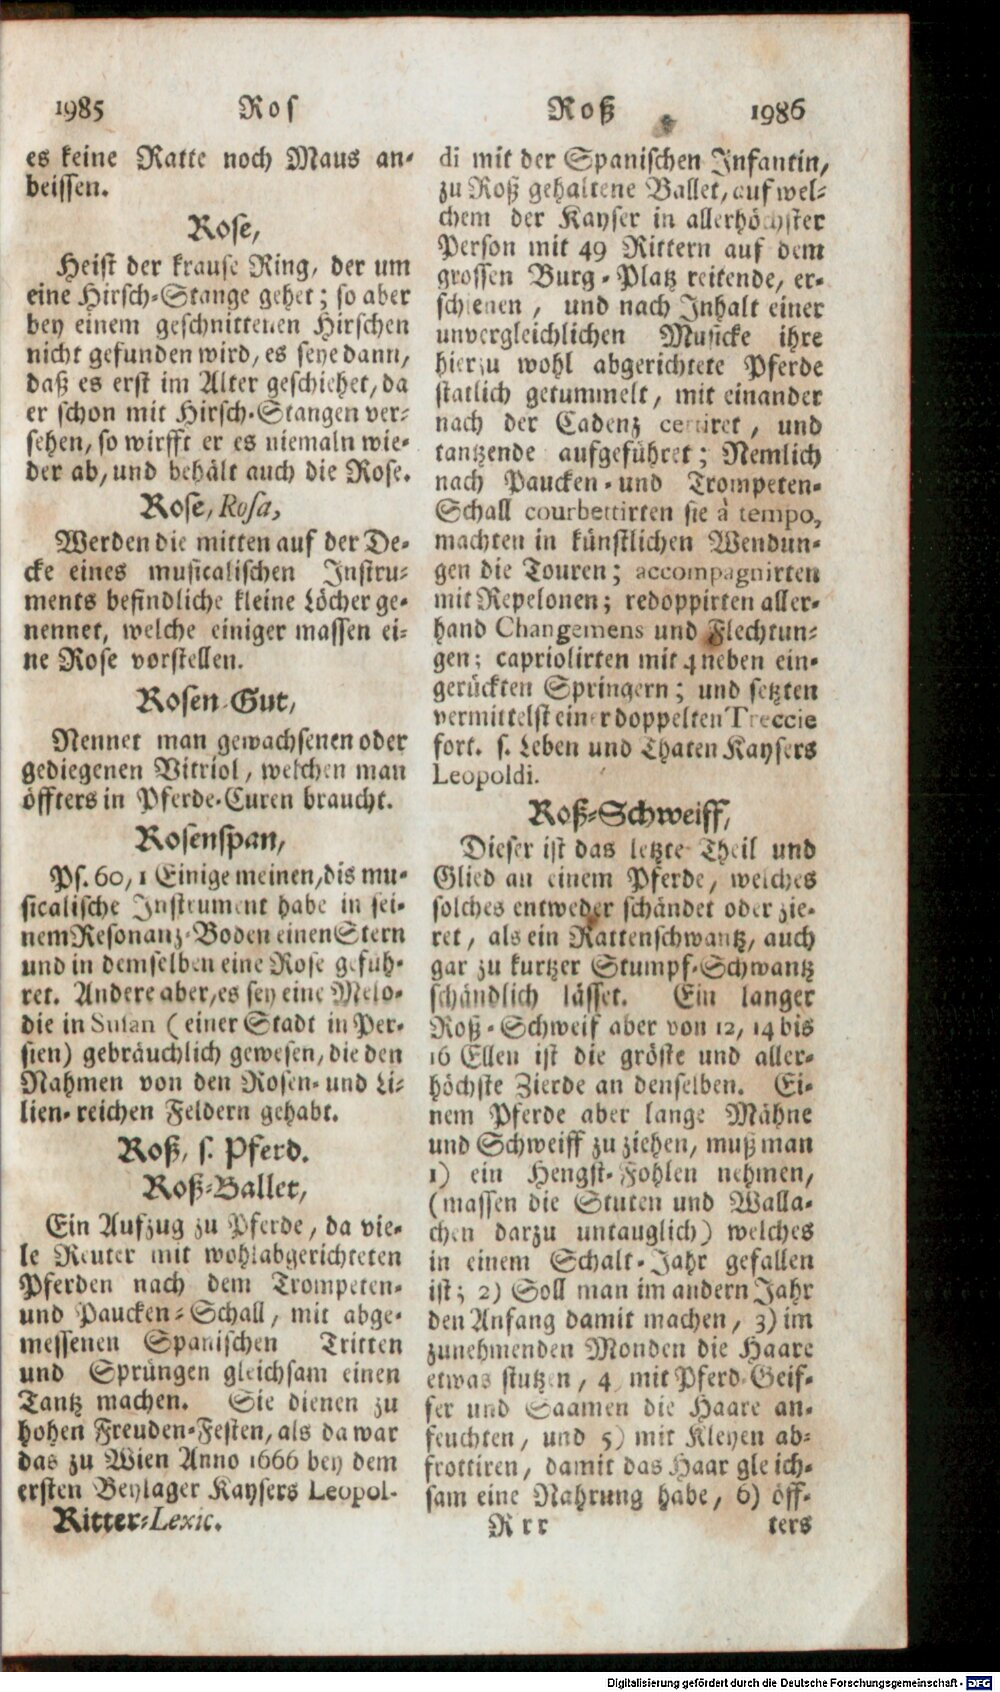 1985 Ros
es keine Ratte noch Maus an-
beissen.
Rose,
Heist der krause Ring, der um
eine Hirsch-Stange gehet; so aber
bey einem geschnittenen Hirschen
nicht gefunden wird, es seye dann,
daß es erst im Alter geschiehet, da
er schon mit Hirsch-Stangen ver-
sehen, so wirfft er es niemaln wie-
der ab, und behält auch die Rose.
Rose, Rosa,
Werden die mitten auf der De-
cke eines musicalischen Instru-
ments befindliche kleine Löcher ge-
nennet, welche einiger massen ei-
ne Rose vorstellen.
Rosen-Gut,
Nennet man gewachsenen oder
gediegenen Vitriol, welchen man
öffters in Pferde-Curen braucht.
Rosenspan,
Ps. 60, 1 Einige meinen, dis mu-
sicalische Instrument habe in sei-
nem Resonanz-Boden einen Stern
und in demselben eine Rose gefüh-
ret. Andere aber, es sey eine Melo-
die in Susan (einer Stadt in Per-
sien) gebräuchlich gewesen, die den
Nahmen von den Rosen- und Li-
lien-reichen Feldern gehabt.
Roß, s. Pferd.
Roß-Ballet,
Ein Aufzug zu Pferde, da vie-
le Reuter mit wohlabgerichteten
Pferden nach dem Trompeten-
und Paucken-Schall, mit abge-
messenen Spanischen Tritten
und Sprüngen gleichsam einen
Tantz machen. Sie dienen zu
hohen Freuden-Festen, als da war
das zu Wien Anno 1666 bey dem
ersten Beylager Kaysers Leopol-
Ritter-Lexic.
Roß 1986
di mit der Spanischen Infantin,
zu Roß gehaltene Ballet, auf wel-
chem der Kayser in allerhöchster
Person mit 49 Rittern auf dem
grossen Burg-Platz reitende, er-
schienen, und nach Inhalt einer
unvergleichlichen Musicke ihre
hierzu wohl abgerichtete Pferde
statlich getummelt, mit einander
nach der Cadenz certiret, und
tantzende aufgeführet; Nemlich
nach Paucken-und Trompeten-
Schall courbettirten sie à tempo,
machten in künstlichen Wendun-
gen die Touren; accompagnirten
mit Repelonen; redoppirten aller-
hand Changemens und Flechtun-
gen; capriolirten mit 4 neben ein-
gerückten Springern; und setzten
vermittelst einer doppelten Treccie
fort. s. Leben und Thaten Kaysers
Leopoldi.
Roß-Schweiff,
Dieser ist das letzte Theil und
Glied an einem Pferde, welches
solches entweder schändet oder zie-
ret, als ein Rattenschwantz, auch
gar zu kurtzer Stumpf-Schwantz
schändlich lässet. Ein langer
Roß-Schweif aber von 12, 14 bis
16 Ellen ist die gröste und aller-
höchste Zierde an denselben. Ei-
nem Pferde aber lange Mähne
und Schweiff zu ziehen, muß man
1) ein Hengst-Fohlen nehmen,
(massen die Stuten und Walla-
chen darzu untauglich) welches
in einem Schalt-Jahr gefallen
ist; 2) Soll man im andern Jahr
den Anfang damit machen, 3) im
zunehmenden Monden die Haare
etwas stutzen, 4) mit Pferd-Geif-
fer und Saamen die Haare an-
feuchten, und 5) mit Kleyen ab-
frottiren, damit das Haar gleich-
sam eine Nahrung habe, 6) öff-
Rrr ters
Digitalisierung gefördert durch die Deutsche Forschungsgemeinschaft - DFG